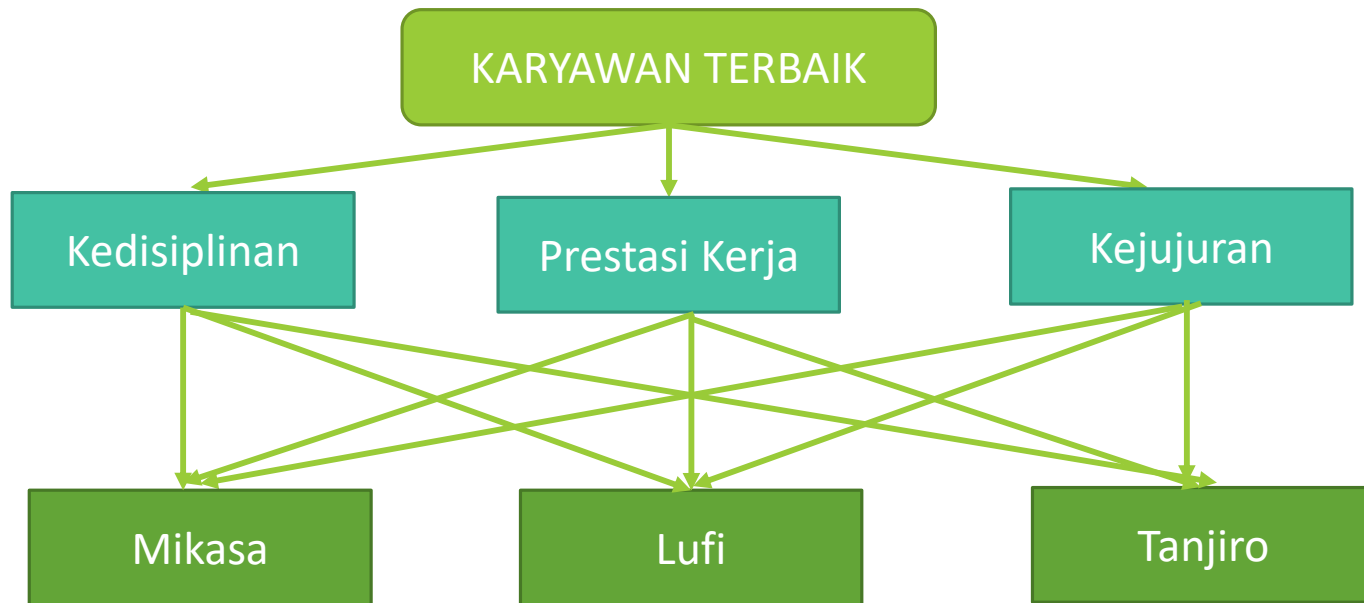 KARYAWAN TERBAIK
Kedisiplinan
Prestasi Kerja
Kejujuran
Mikasa
Lufi
Tanjiro